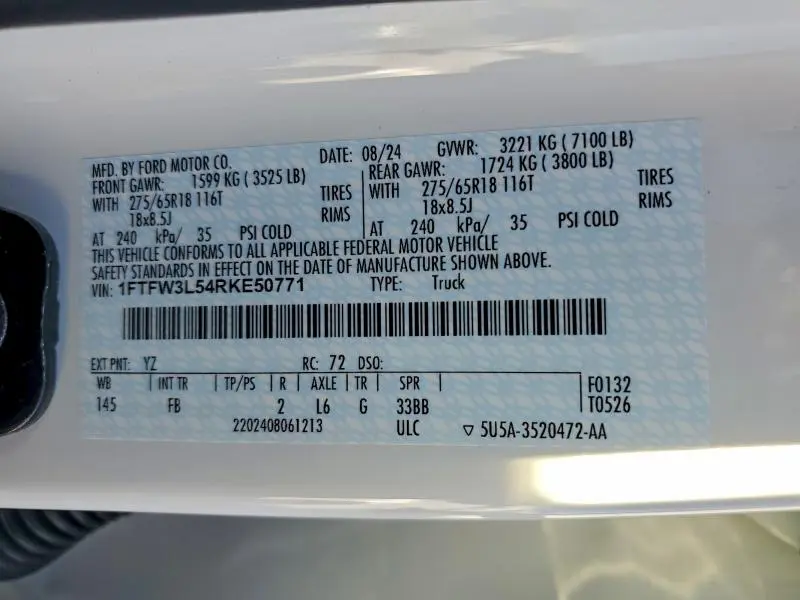 MFD. BY FORD MOTOR CO.
DATE: 08/24 GVWR: 3221 KG ( 7100 LB)
FRONT GAWR: 1599 KG ( 3525 LB)
WITH 275/65R18 116T TIRES
18x8.5J RIMS
AT 240 kPa/ 35 PSI COLD
REAR GAWR: 1724 KG ( 3800 LB)
WITH 275/65R18 116T TIRES
18x8.5J RIMS
AT 240 kPa/ 35 PSI COLD
THIS VEHICLE CONFORMS TO ALL APPLICABLE FEDERAL MOTOR VEHICLE
SAFETY STANDARDS IN EFFECT ON THE DATE OF MANUFACTURE SHOWN ABOVE.
VIN: 1FTFW3L54RKE50771 TYPE: Truck
EXT PNT: YZ RC: 72 DSO:
WB | INT TR | TP/PS | R | AXLE | TR | SPR
145 FB 2 L6 G 33BB
F0132
T0526
2202408061213 ULC ▽ 5U5A-3520472-AA